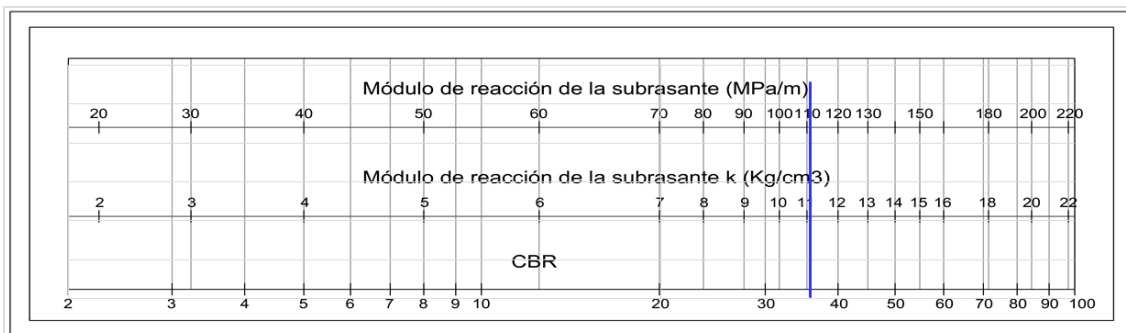 Módulo de reacción de la subrasante (MPa/m)
20 30 40 50 60 70 80 90 100 110 120 130 150 180 200 220
Módulo de reacción de la subrasante k (Kg/cm3)
2 3 4 5 6 7 8 9 10 11 12 13 14 15 16 18 20 22
CBR
2 3 4 5 6 7 8 9 10 20 30 40 50 60 70 80 90 100